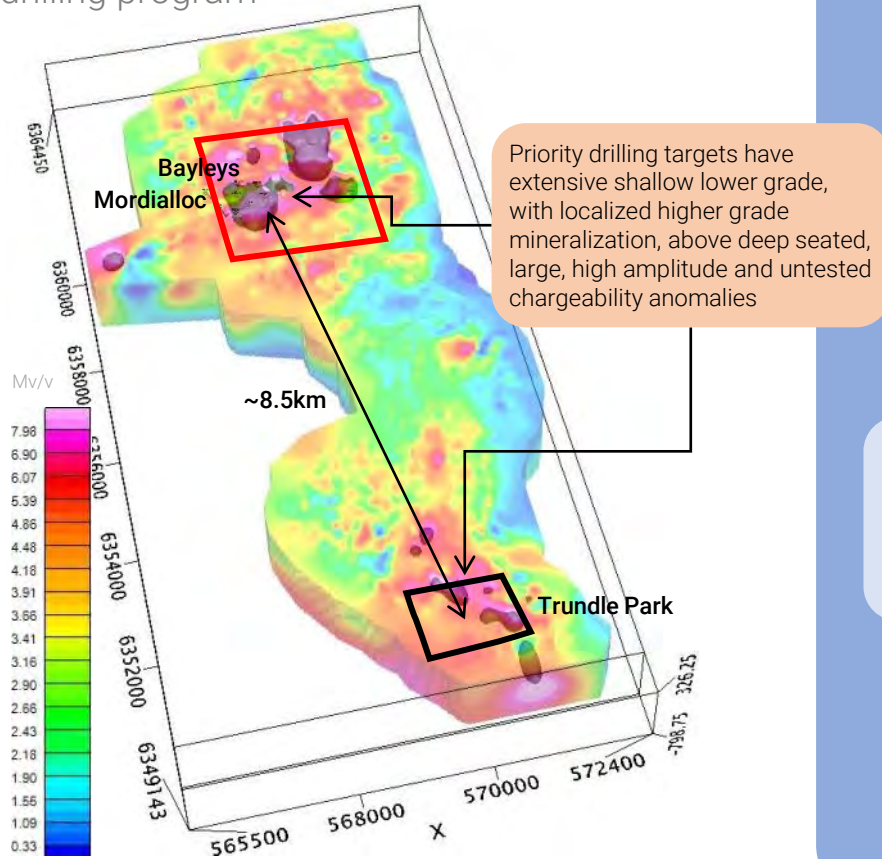 drilling program
6364450
Bayleys
Mordialloc
Priority drilling targets have
extensive shallow lower grade,
with localized higher grade
mineralization, above deep seated,
large, high amplitude and untested
chargeability anomalies
6360000
6358000
Mv/v
~8.5km
7.98
6.90
6.07
5.39
4.86
4.48
4.18
3.91
3.66
3.41
3.16
2.90
2.66
2.43
2.18
1.90
1.55
1.09
0.33
6356000
6354000
6352000
6349143
Trundle Park
326.25
-798.75
565500
568000
570000
572400
X